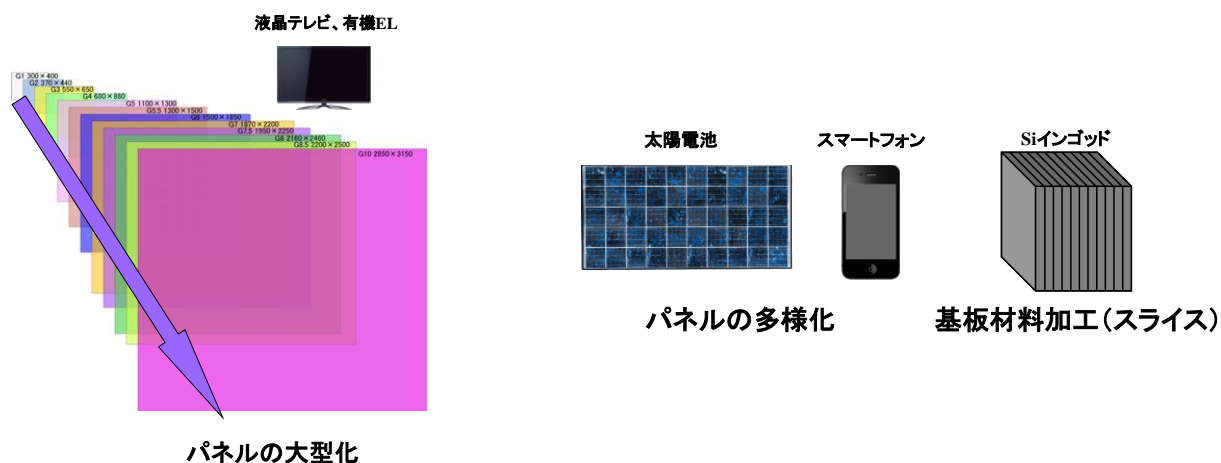 液晶テレビ、有機EL
G1 300×400
G2 370×440
G3 550×650
G4 680×880
G5 1100×1300
G5.5 1300×1500
G6 1500×1850
G7 1870×2200
G7.5 1950×2250
G8 2160×2460
G8.5 2200×2500
G10 2850×3150
パネルの大型化
太陽電池
スマートフォン
Siインゴッド
パネルの多様化
基板材料加工(スライス)